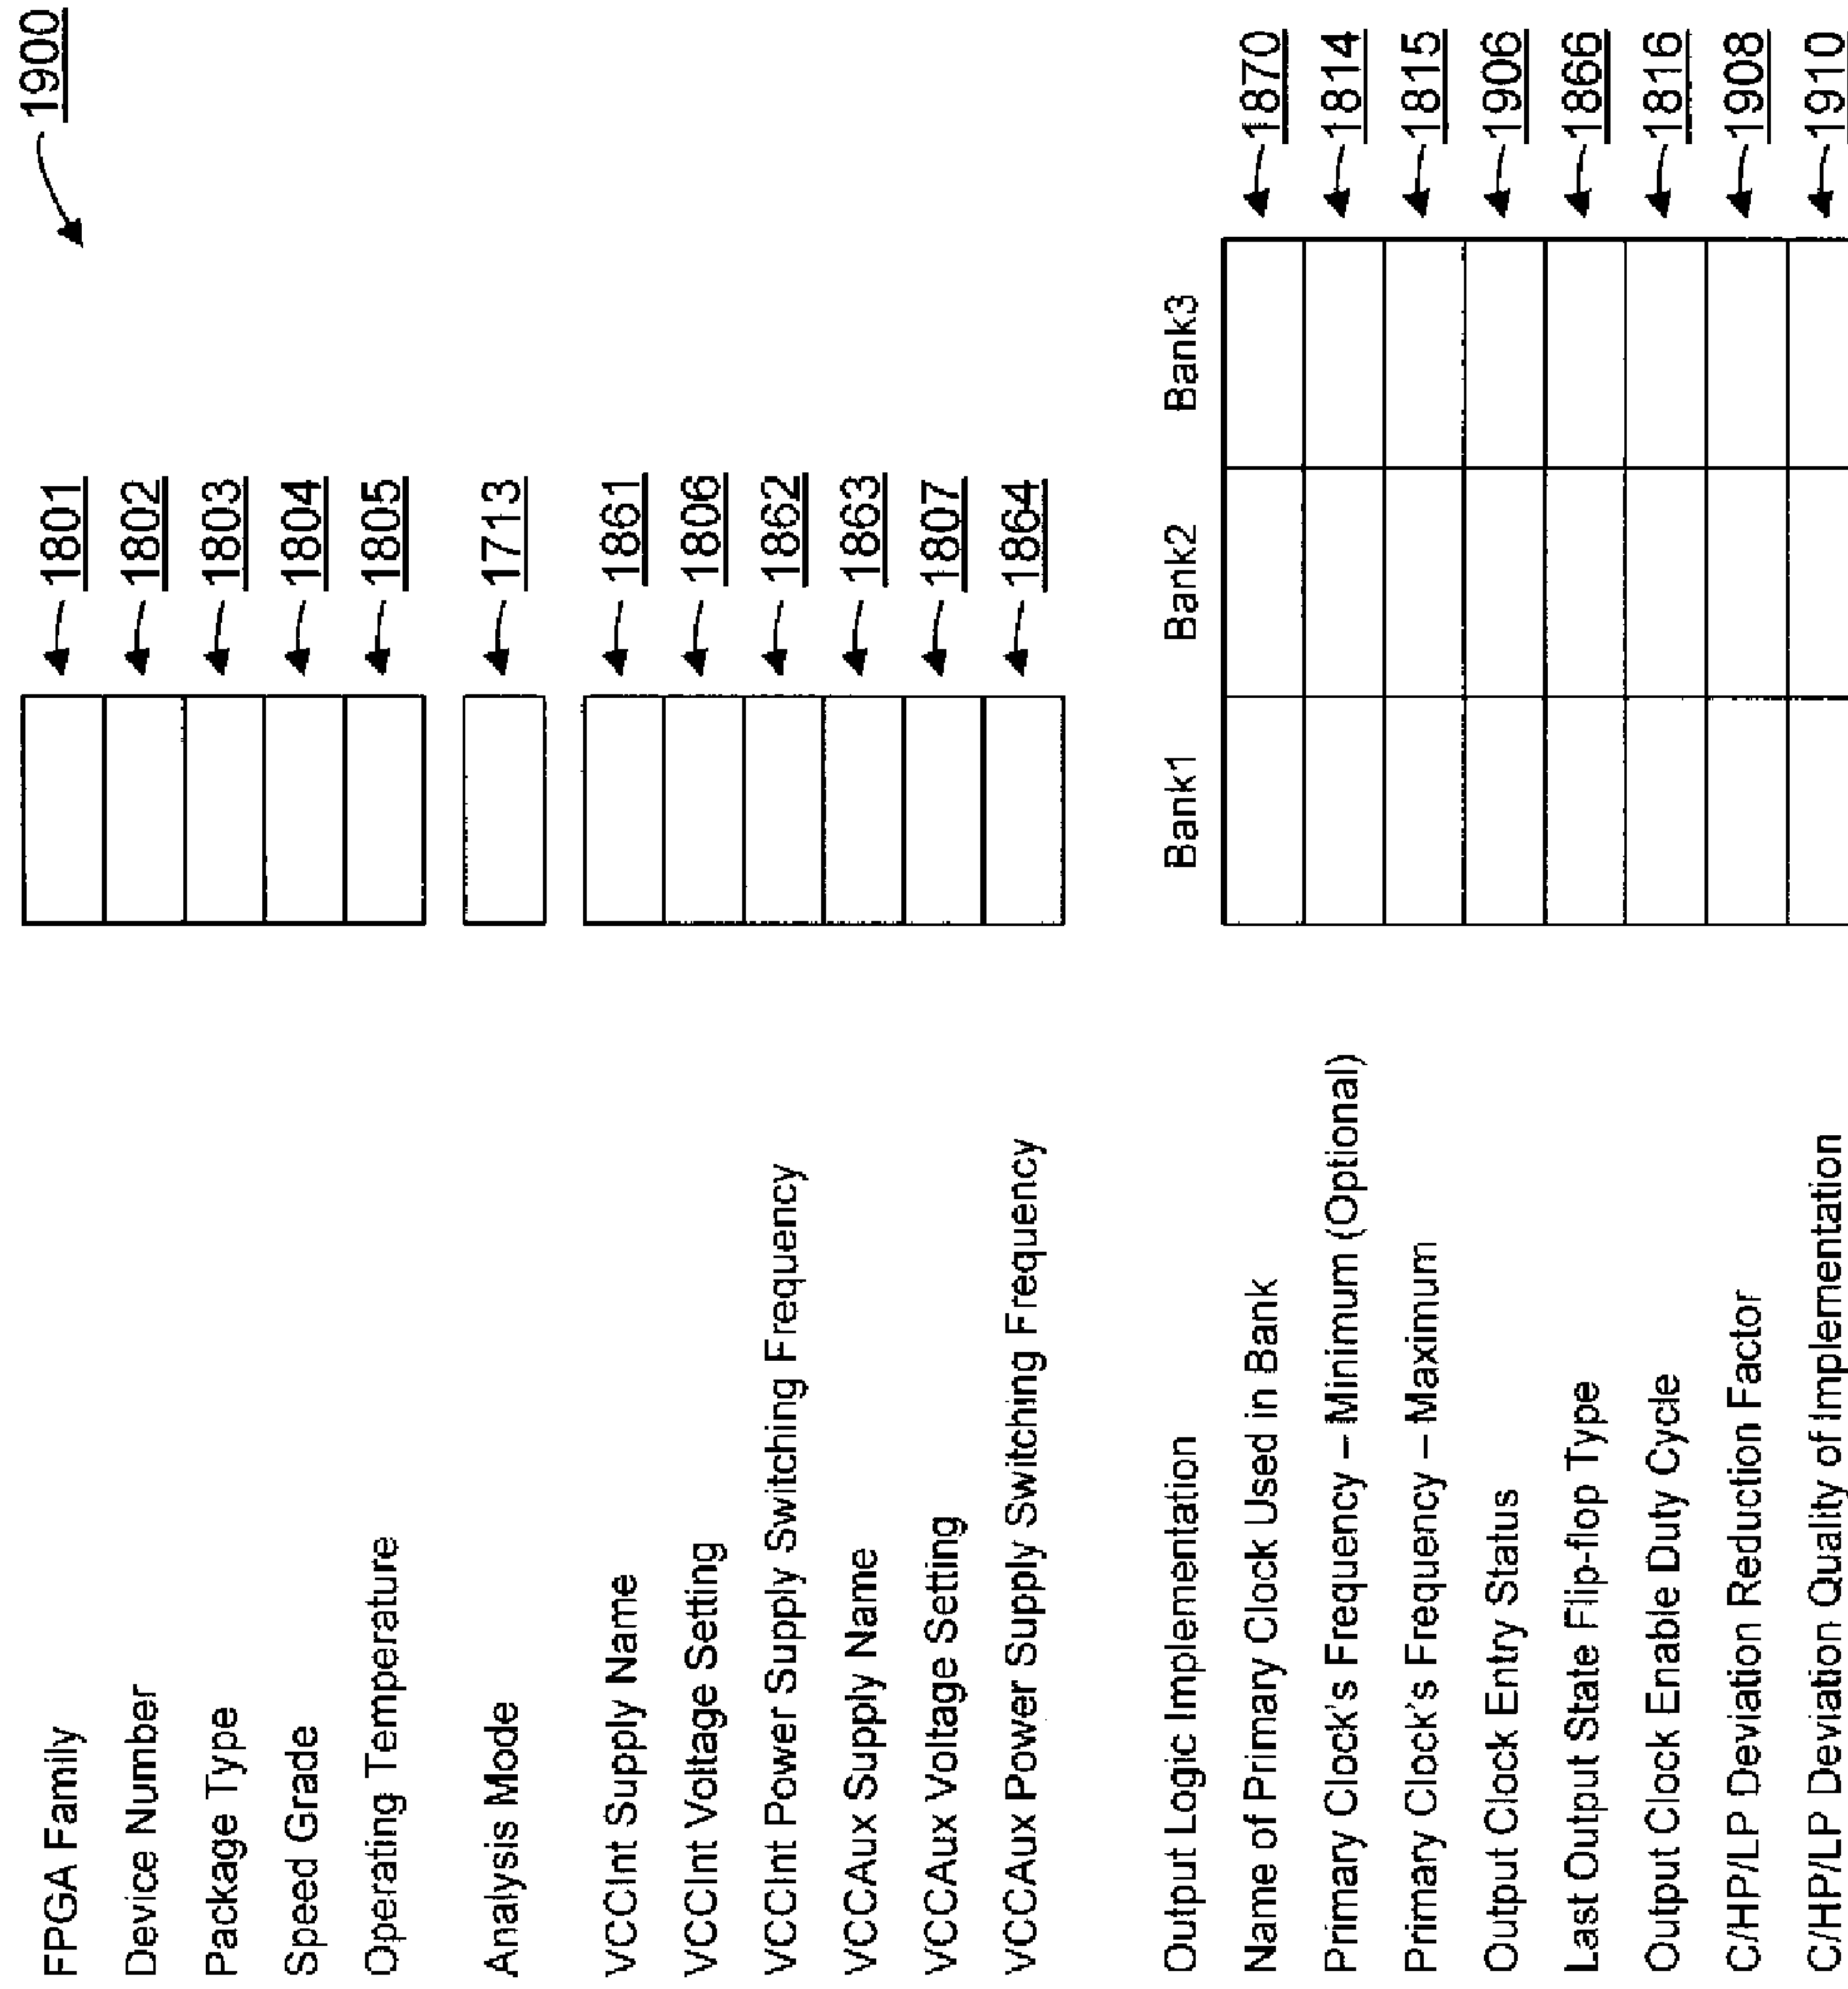 1900
FPGA Family 1801
Device Number 1802
Package Type 1803
Speed Grade 1804
Operating Temperature 1805
Analysis Mode 1713
VCCInt Supply Name 1861
VCCInt Voltage Setting 1806
VCCInt Power Supply Switching Frequency 1862
VCCAux Supply Name 1863
VCCAux Voltage Setting 1807
VCCAux Power Supply Switching Frequency 1864
Output Logic Implementation Bank1 Bank2 Bank3
Name of Primary Clock Used in Bank 1870
Primary Clock's Frequency – Minimum (Optional) 1814
Primary Clock's Frequency – Maximum 1815
Output Clock Entry Status 1906
Last Output State Flip-flop Type 1866
Output Clock Enable Duty Cycle 1816
C/HP/LP Deviation Reduction Factor 1908
C/HP/LP Deviation Quality of Implementation 1910